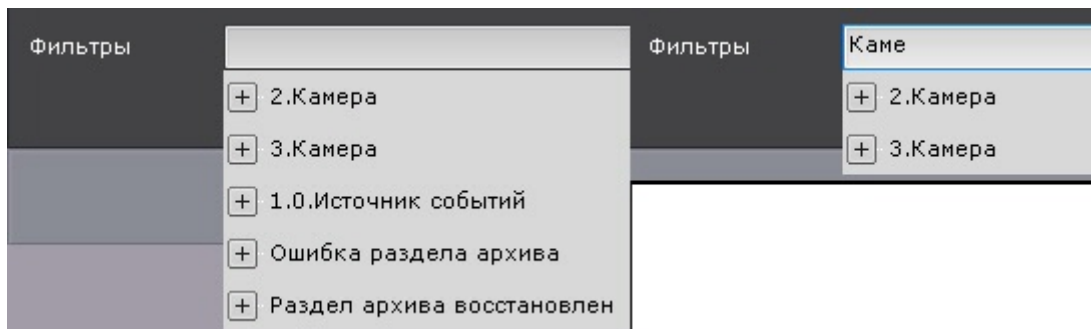 Фильтры
2.Камера
3.Камера
1.0.Источник событий
Ошибка раздела архива
Раздел архива восстановлен
Фильтры
Каме
2.Камера
3.Камера